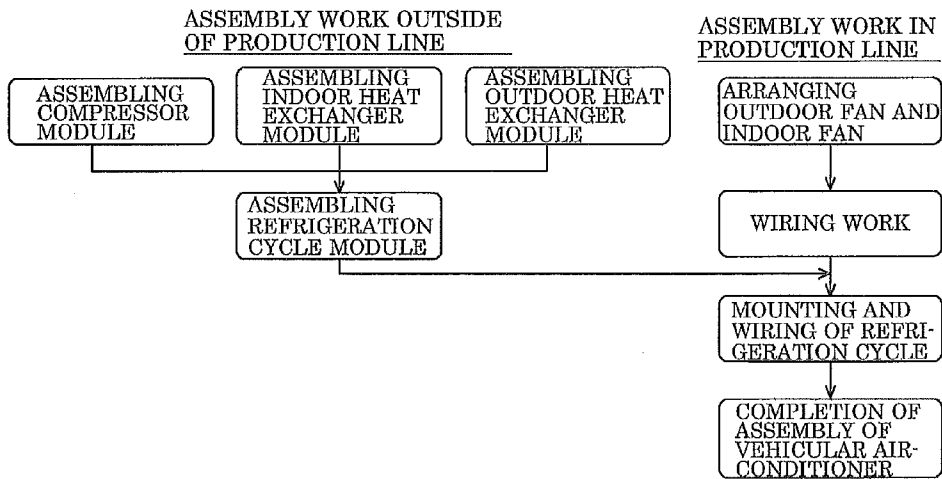 ASSEMBLY WORK OUTSIDE
OF PRODUCTION LINE
ASSEMBLY WORK IN
PRODUCTION LINE
ASSEMBLING
COMPRESSOR
MODULE
ASSEMBLING
INDOOR HEAT
EXCHANGER
MODULE
ASSEMBLING
OUTDOOR HEAT
EXCHANGER
MODULE
ARRANGING
OUTDOOR FAN AND
INDOOR FAN
ASSEMBLING
REFRIGERATION
CYCLE MODULE
WIRING WORK
MOUNTING AND
WIRING OF REFRI-
GERATION CYCLE
COMPLETION OF
ASSEMBLY OF
VEHICULAR AIR-
CONDITIONER